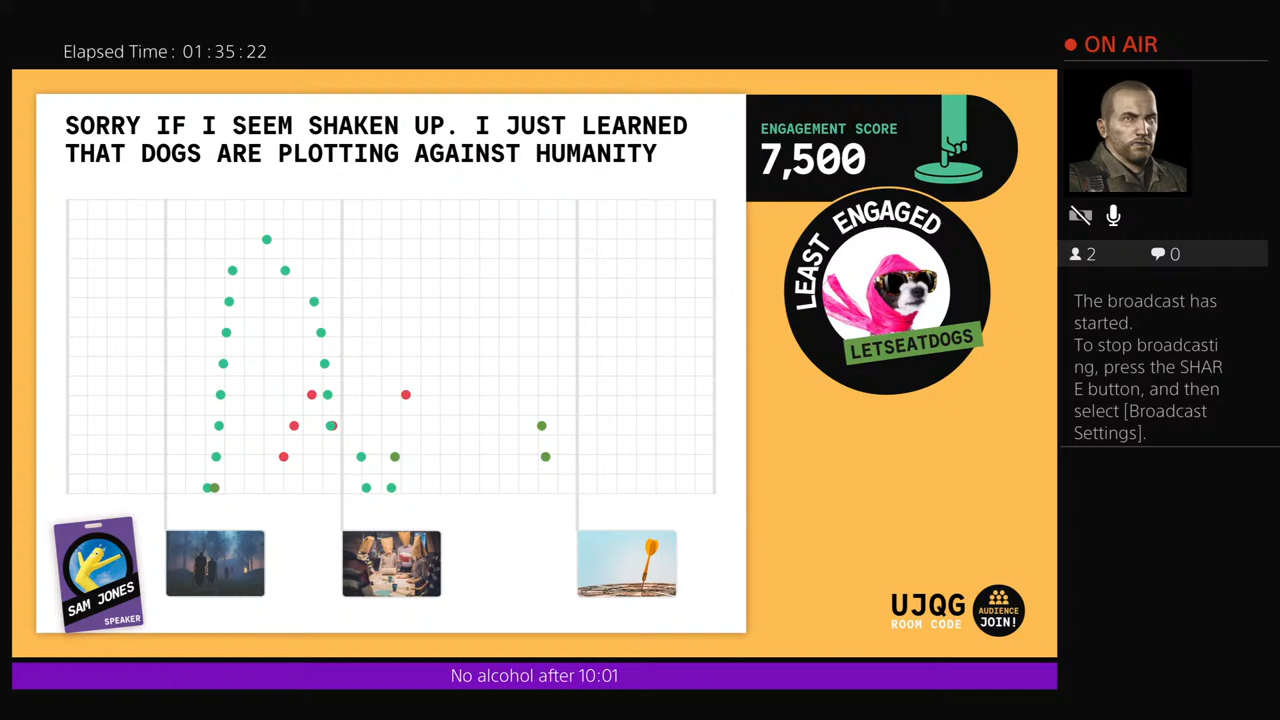 Elapsed Time: 01:35:22
ON AIR
SORRY IF I SEEM SHAKEN UP. I JUST LEARNED
THAT DOGS ARE PLOTTING AGAINST HUMANITY
ENGAGEMENT SCORE
7,500
LEAST ENGAGED
LETSEATDOGS
2
0
The broadcast has
started.
To stop broadcasti
ng, press the SHAR
E button, and then
select [Broadcast
Settings].
SAM JONES
SPEAKER
UJQG
ROOM CODE
AUDIENCE
JOIN!
No alcohol after 10:01